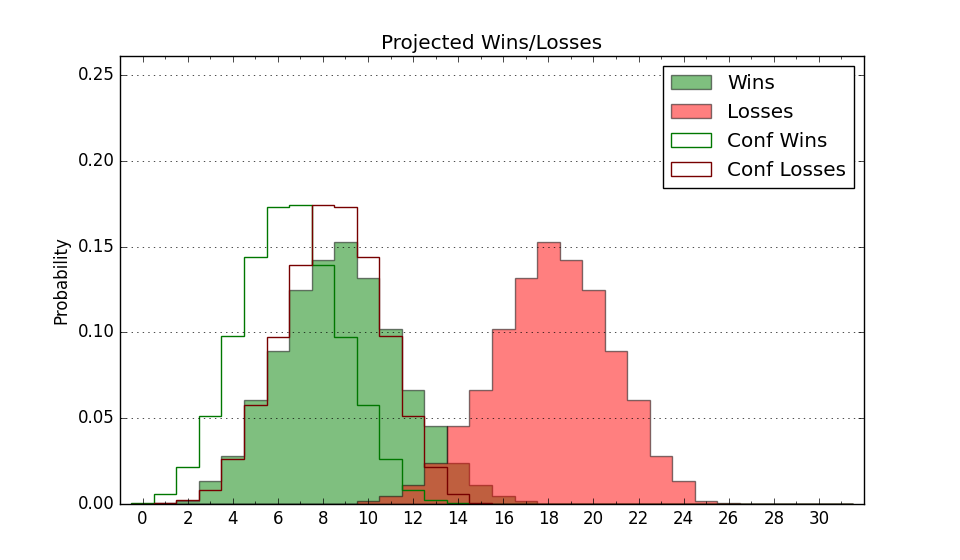 Projected Wins/Losses
0.25
0.20
0.15
0.10
0.05
0.00
Probability
Wins
Losses
Conf Wins
Conf Losses
0 2 4 6 8 10 12 14 16 18 20 22 24 26 28 30